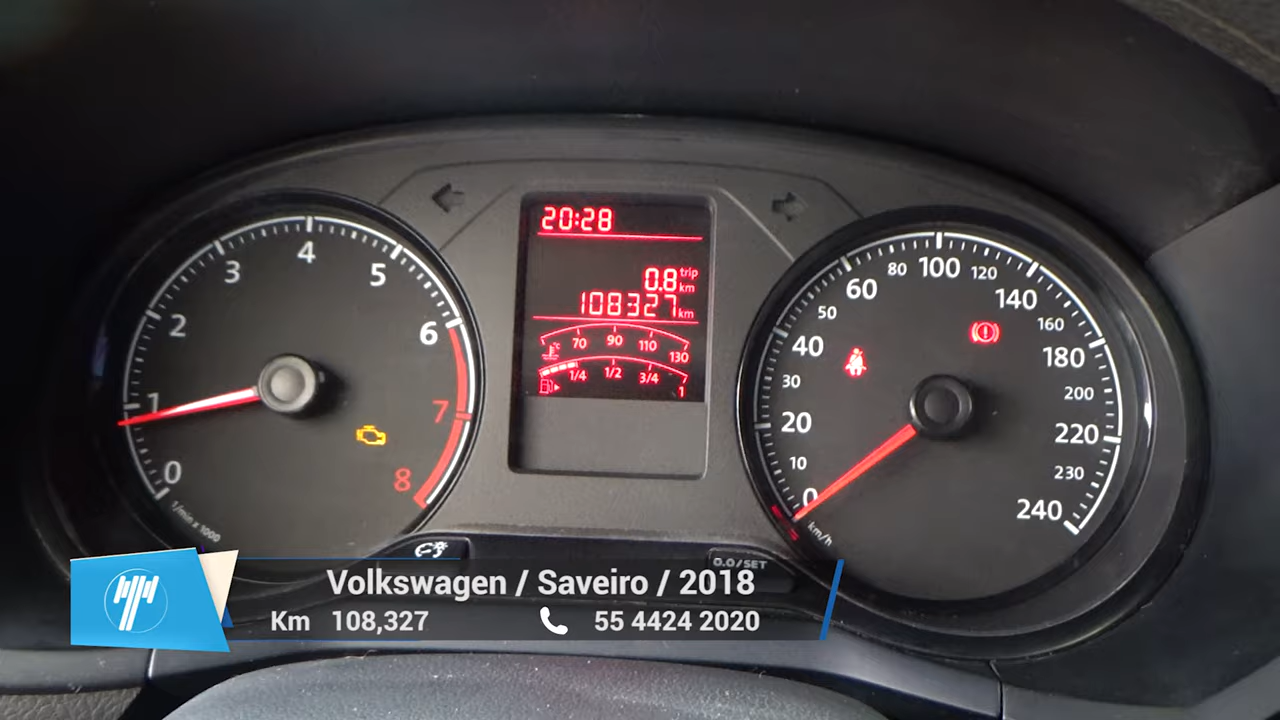 20:28
0.8 trip km
108327 km
70 90 110 130
°C
1/4 1/2 3/4 1
0 1 2 3 4 5 6 7 8
1/min x 1000
0 10 20 30 40 50 60 80 100 120 140 160 180 200 220 230 240
km/h
0.0/SET
Volkswagen / Saveiro / 2018
Km 108,327 55 4424 2020